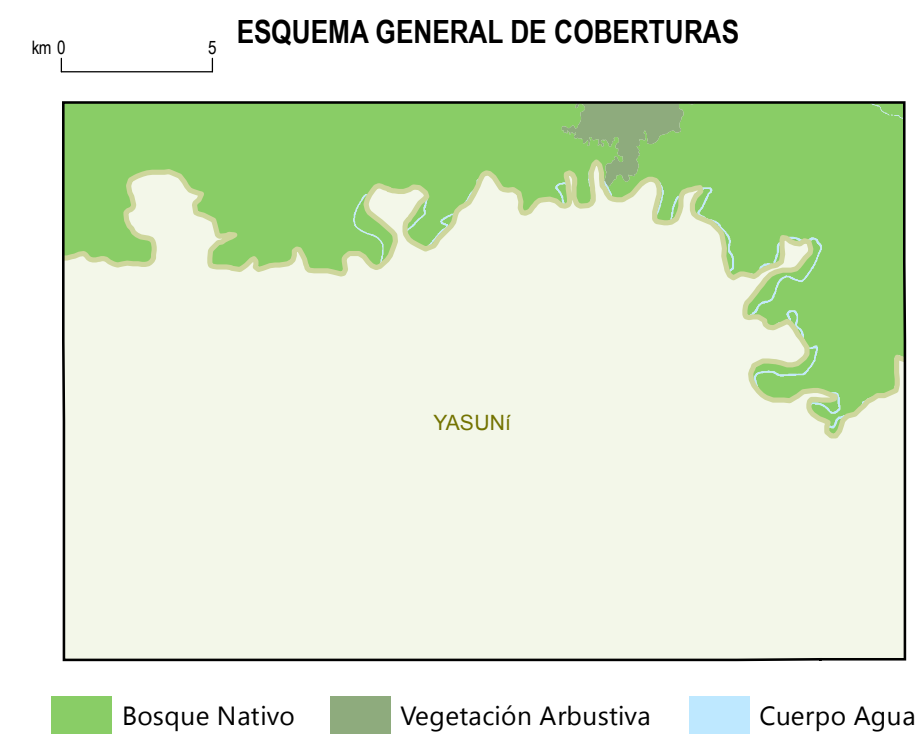 ESQUEMA GENERAL DE COBERTURAS
km 0 5
YASUNí
Bosque Nativo Vegetación Arbustiva Cuerpo Agua